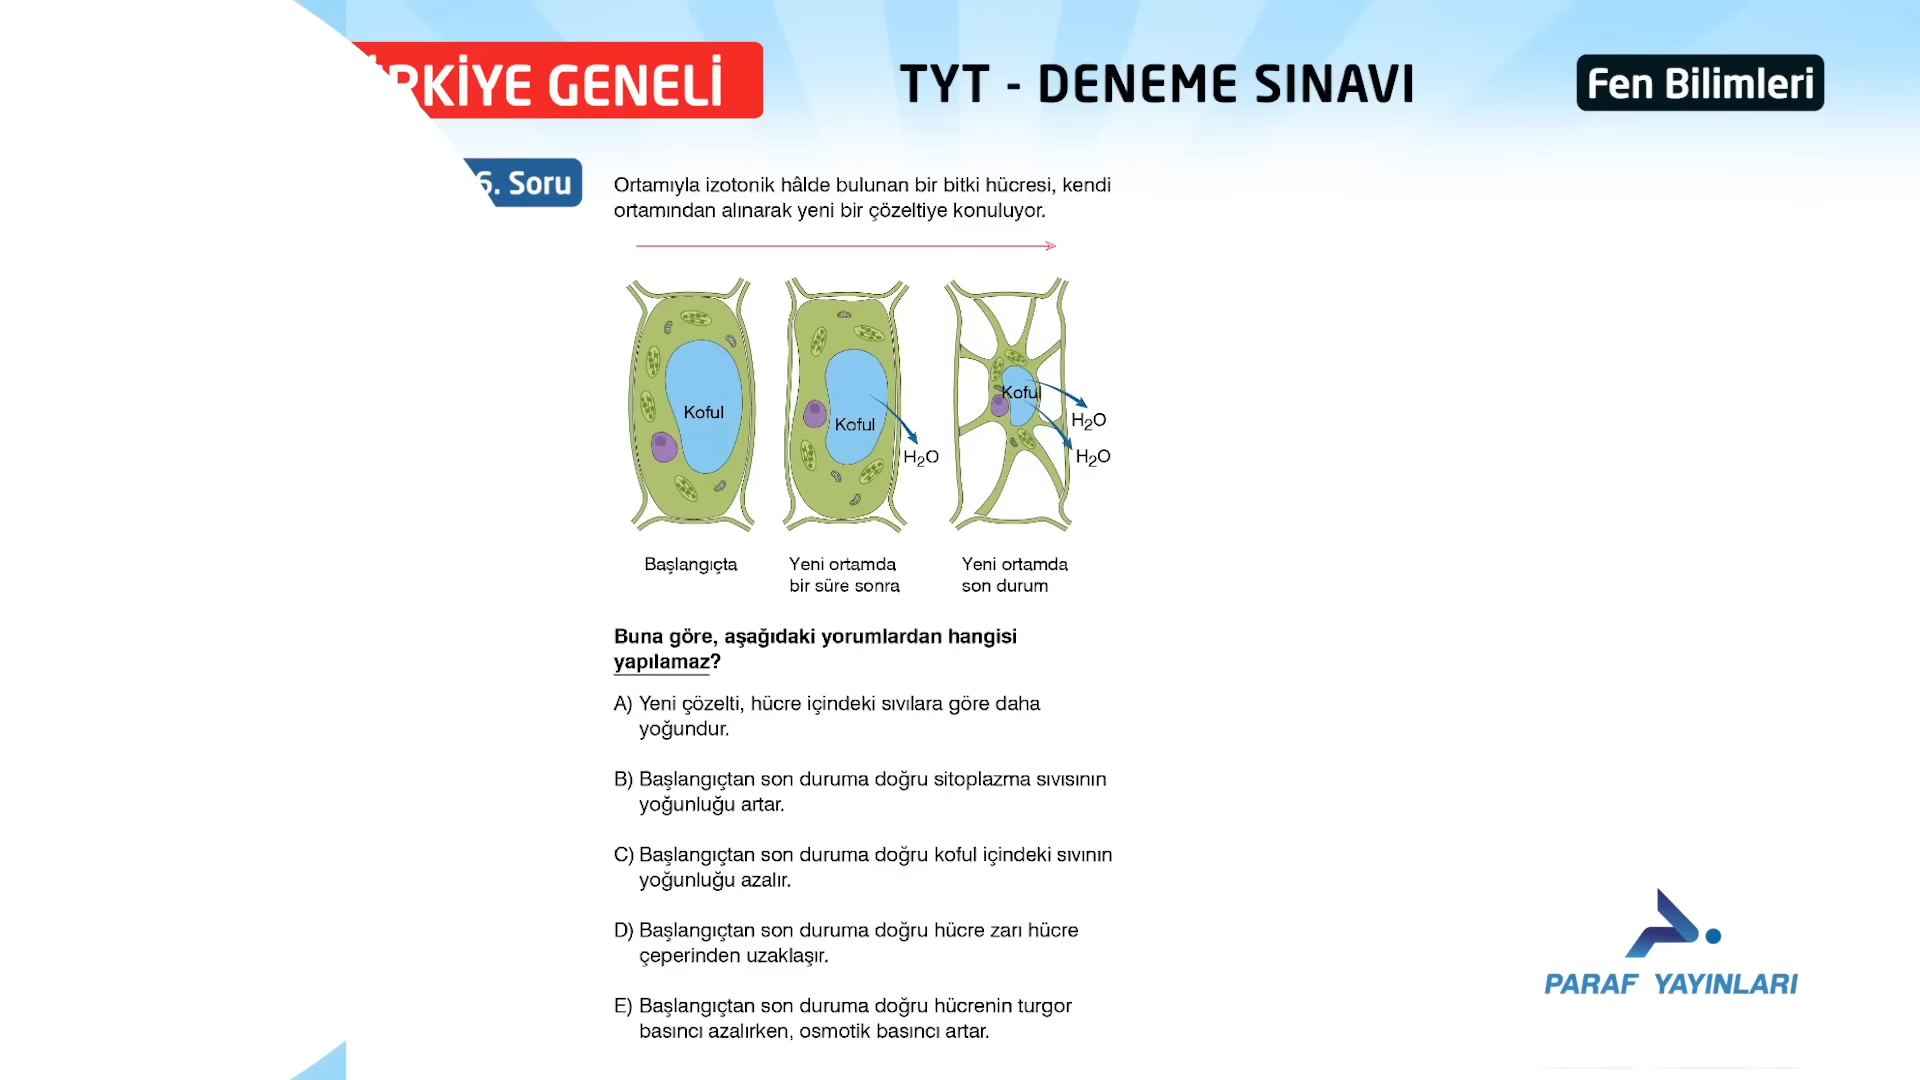 RKİYE GENELİ
TYT - DENEME SINAVI
Fen Bilimleri
6. Soru
Ortamıyla izotonik hâlde bulunan bir bitki hücresi, kendi
ortamından alınarak yeni bir çözeltiye konuluyor.
Koful
Koful
H₂O
Koful
H₂O
H₂O
Başlangıçta
Yeni ortamda
bir süre sonra
Yeni ortamda
son durum
Buna göre, aşağıdaki yorumlardan hangisi
yapılamaz?
A) Yeni çözelti, hücre içindeki sıvılara göre daha
yoğundur.
B) Başlangıçtan son duruma doğru sitoplazma sıvısının
yoğunluğu artar.
C) Başlangıçtan son duruma doğru koful içindeki sıvının
yoğunluğu azalır.
D) Başlangıçtan son duruma doğru hücre zarı hücre
çeperinden uzaklaşır.
E) Başlangıçtan son duruma doğru hücrenin turgor
basıncı azalırken, osmotik basıncı artar.
PARAF YAYINLARI